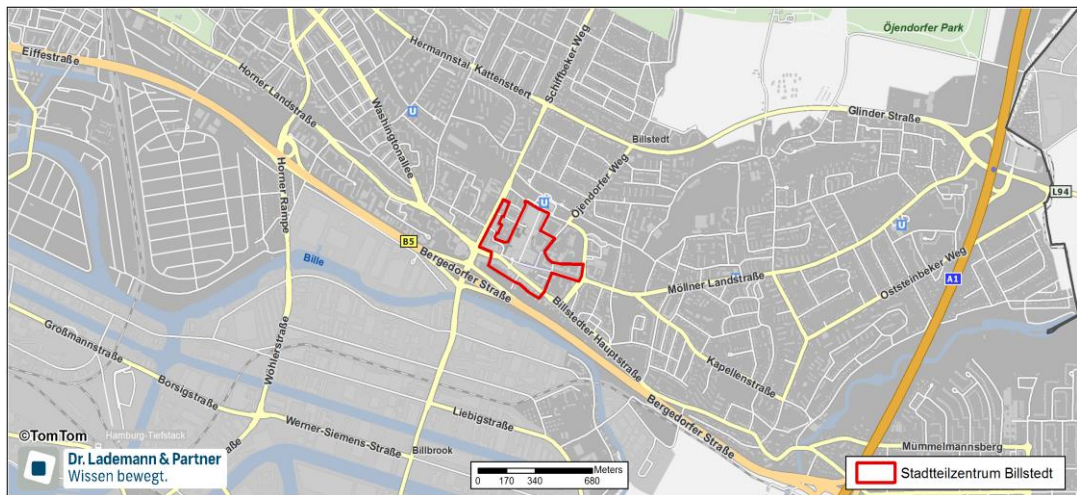 Öjendorfer Park
Eiffestraße
Hermannstal
Kattensteert
Schiffbeker Weg
Horner Landstraße
Washingtonallee
U
Glinder Straße
Billstedt
Öjendorfer Weg
Horner Rampe
L94
U
U
B5
Bille
Bergedorfer Straße
Möllner Landstraße
Oststeinbeker Weg
A1
Billstedter Hauptstraße
Großmannstraße
Wöhlerstraße
Borsigstraße
Kapellenstraße
Liebigstraße
Bergedorfer Straße
Werner-Siemens-Straße
Billbrook
Mümmelmannsberg
©TomTom
Hamburg-Tiefstack
Dr. Lademann & Partner
Wissen bewegt.
Meters
0 170 340 680
Stadtteilzentrum Billstedt